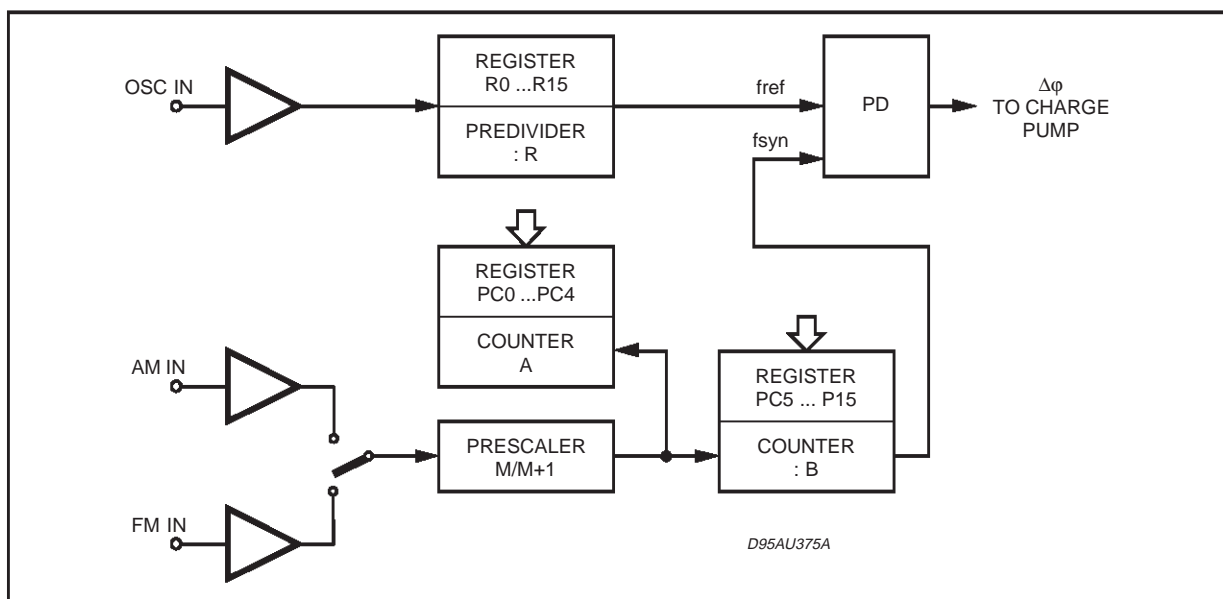 OSC IN
REGISTER
R0 ...R15
PREDIVIDER
: R
fref
fsyn
PD
Δφ
TO CHARGE
PUMP
REGISTER
PC0 ...PC4
COUNTER
A
AM IN
FM IN
PRESCALER
M/M+1
REGISTER
PC5 ... P15
COUNTER
: B
D95AU375A